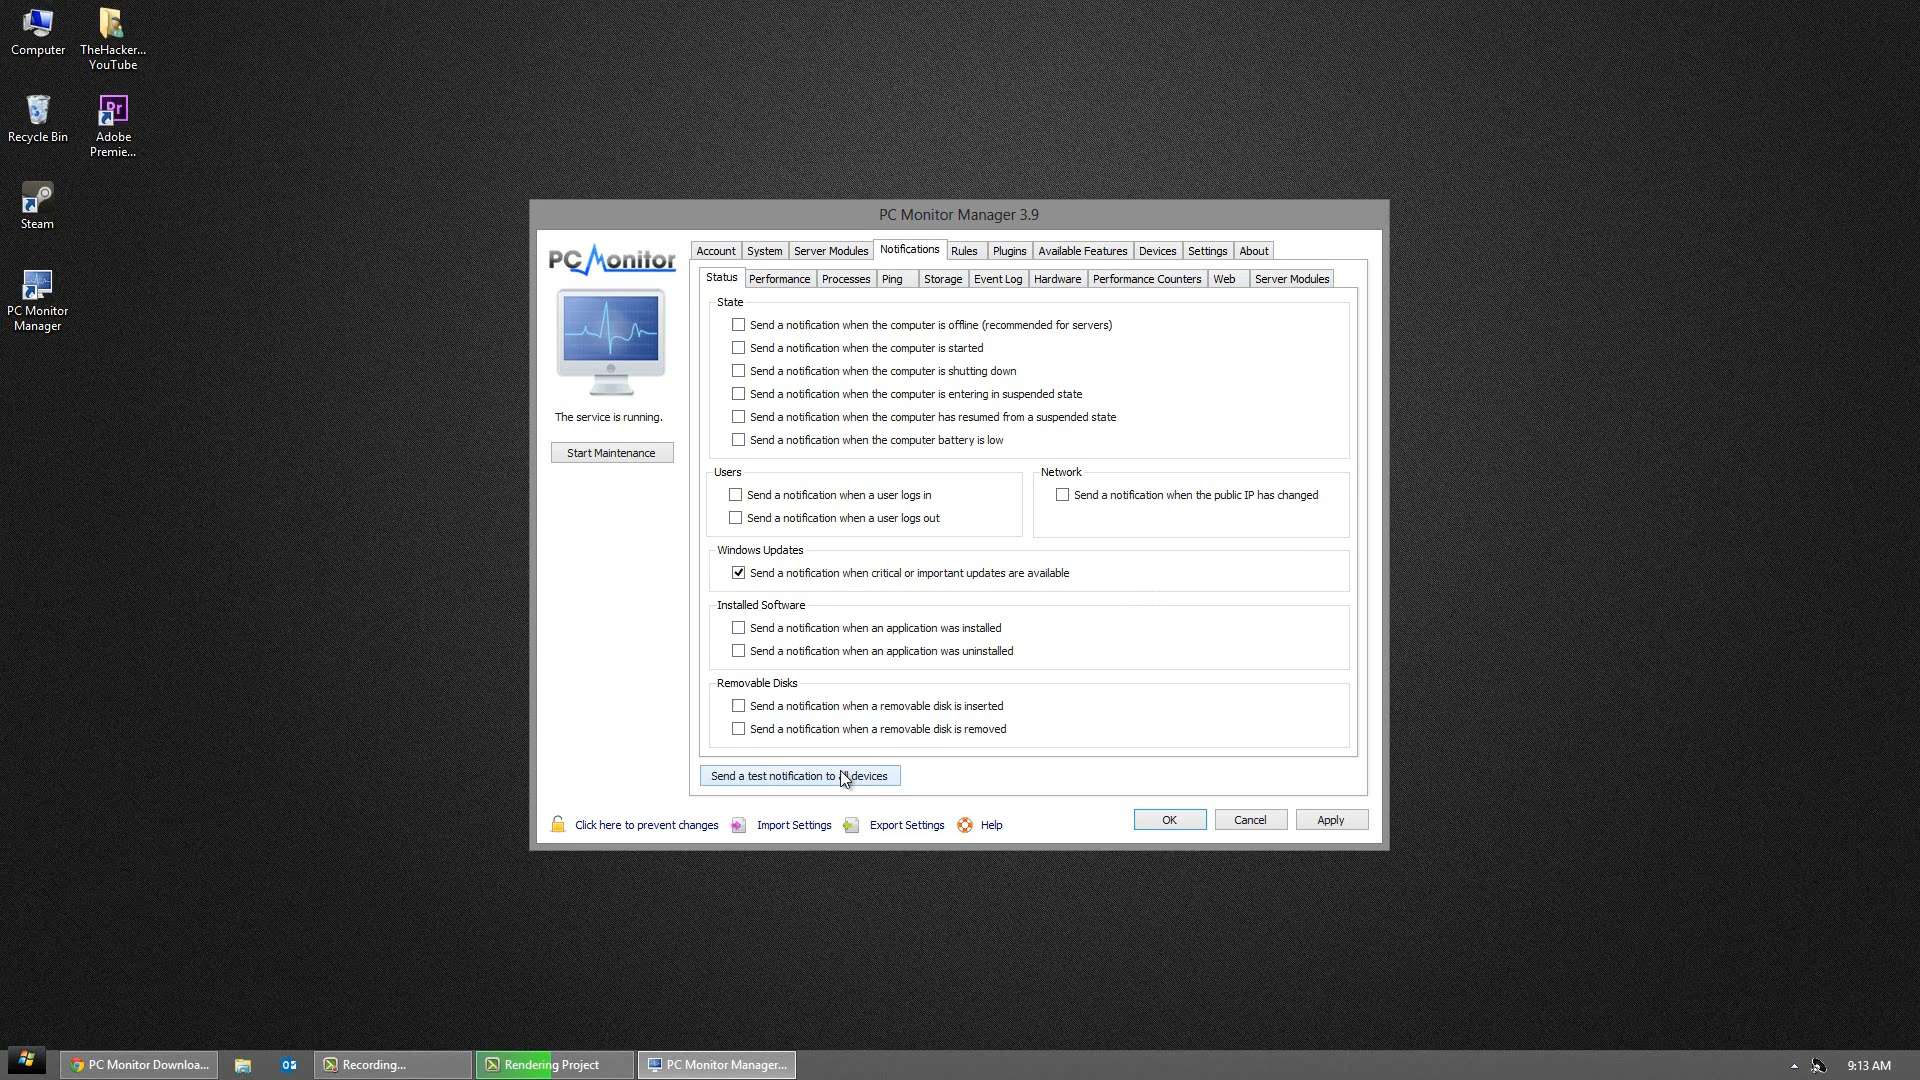 Computer
TheHacker...
YouTube
Recycle Bin
Pr
Adobe
Premie...
Steam
PC Monitor
Manager
PC Monitor Manager 3.9
PC Monitor
The service is running.
Start Maintenance
Account System Server Modules Notifications Rules Plugins Available Features Devices Settings About
Status Performance Processes Ping Storage Event Log Hardware Performance Counters Web Server Modules
State
Send a notification when the computer is offline (recommended for servers)
Send a notification when the computer is started
Send a notification when the computer is shutting down
Send a notification when the computer is entering in suspended state
Send a notification when the computer has resumed from a suspended state
Send a notification when the computer battery is low
Users
Send a notification when a user logs in
Send a notification when a user logs out
Network
Send a notification when the public IP has changed
Windows Updates
Send a notification when critical or important updates are available
Installed Software
Send a notification when an application was installed
Send a notification when an application was uninstalled
Removable Disks
Send a notification when a removable disk is inserted
Send a notification when a removable disk is removed
Send a test notification to all devices
Click here to prevent changes Import Settings Export Settings Help
OK Cancel Apply
PC Monitor Downloa... Recording... Rendering Project PC Monitor Manager... 9:13 AM